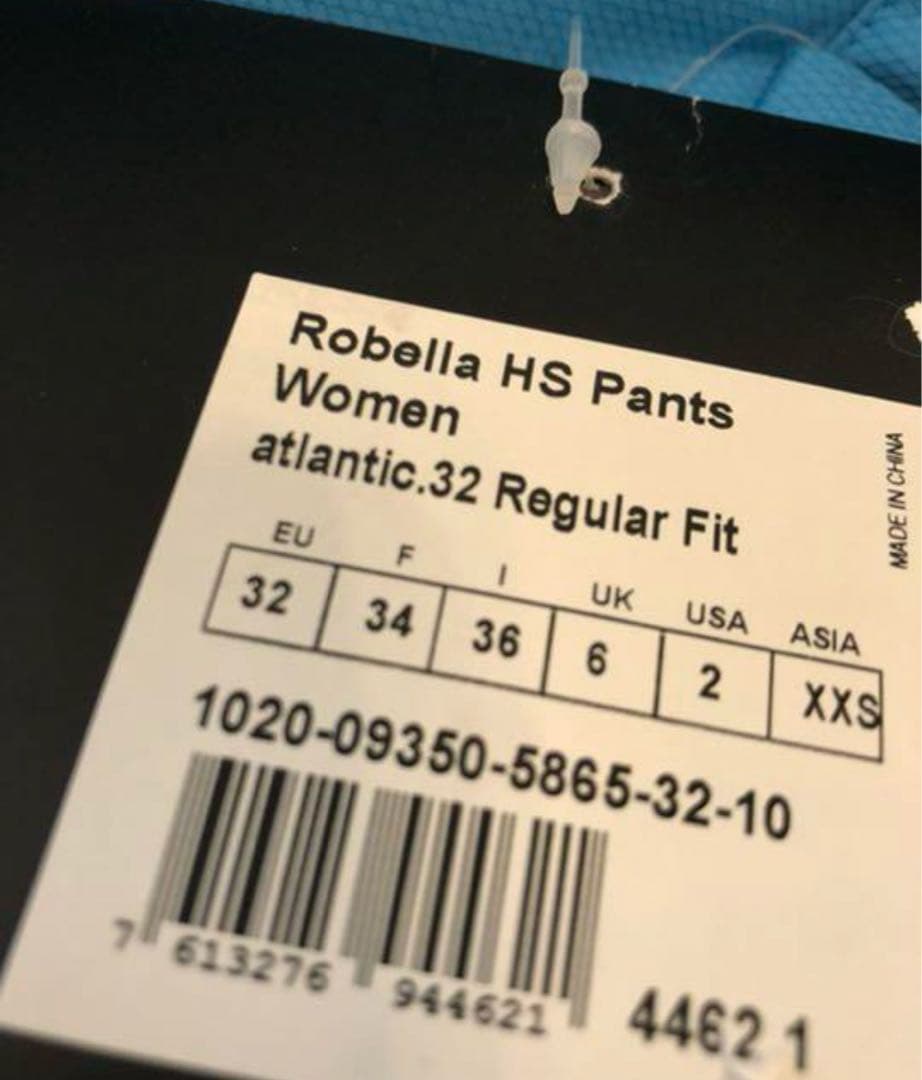 Robella HS Pants
Women
atlantic.32 Regular Fit
MADE IN CHINA
EU F I UK USA ASIA
32 34 36 6 2 XXS
1020-09350-5865-32-10
7 613276 944621
4462 1